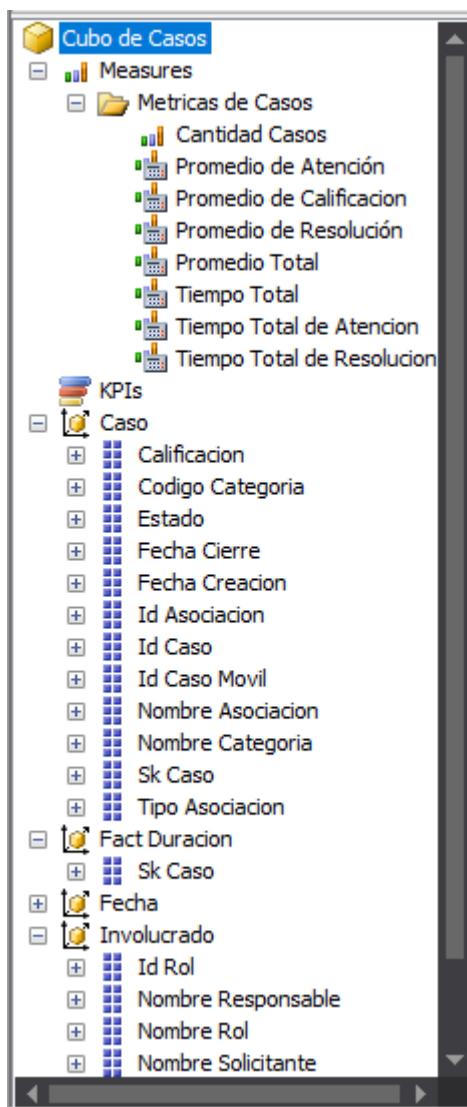 Cubo de Casos
Measures
Metricas de Casos
Cantidad Casos
Promedio de Atención
Promedio de Calificacion
Promedio de Resolución
Promedio Total
Tiempo Total
Tiempo Total de Atencion
Tiempo Total de Resolucion
KPIs
Caso
Calificacion
Codigo Categoria
Estado
Fecha Cierre
Fecha Creacion
Id Asociacion
Id Caso
Id Caso Movil
Nombre Asociacion
Nombre Categoria
Sk Caso
Tipo Asociacion
Fact Duracion
Sk Caso
Fecha
Involucrado
Id Rol
Nombre Responsable
Nombre Rol
Nombre Solicitante